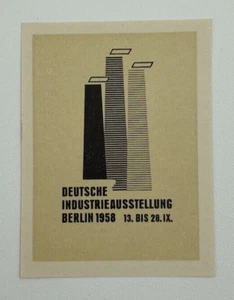 DEUTSCHE
INDUSTRIEAUSSTELLUNG
BERLIN 1958 13. BIS 28. IX.